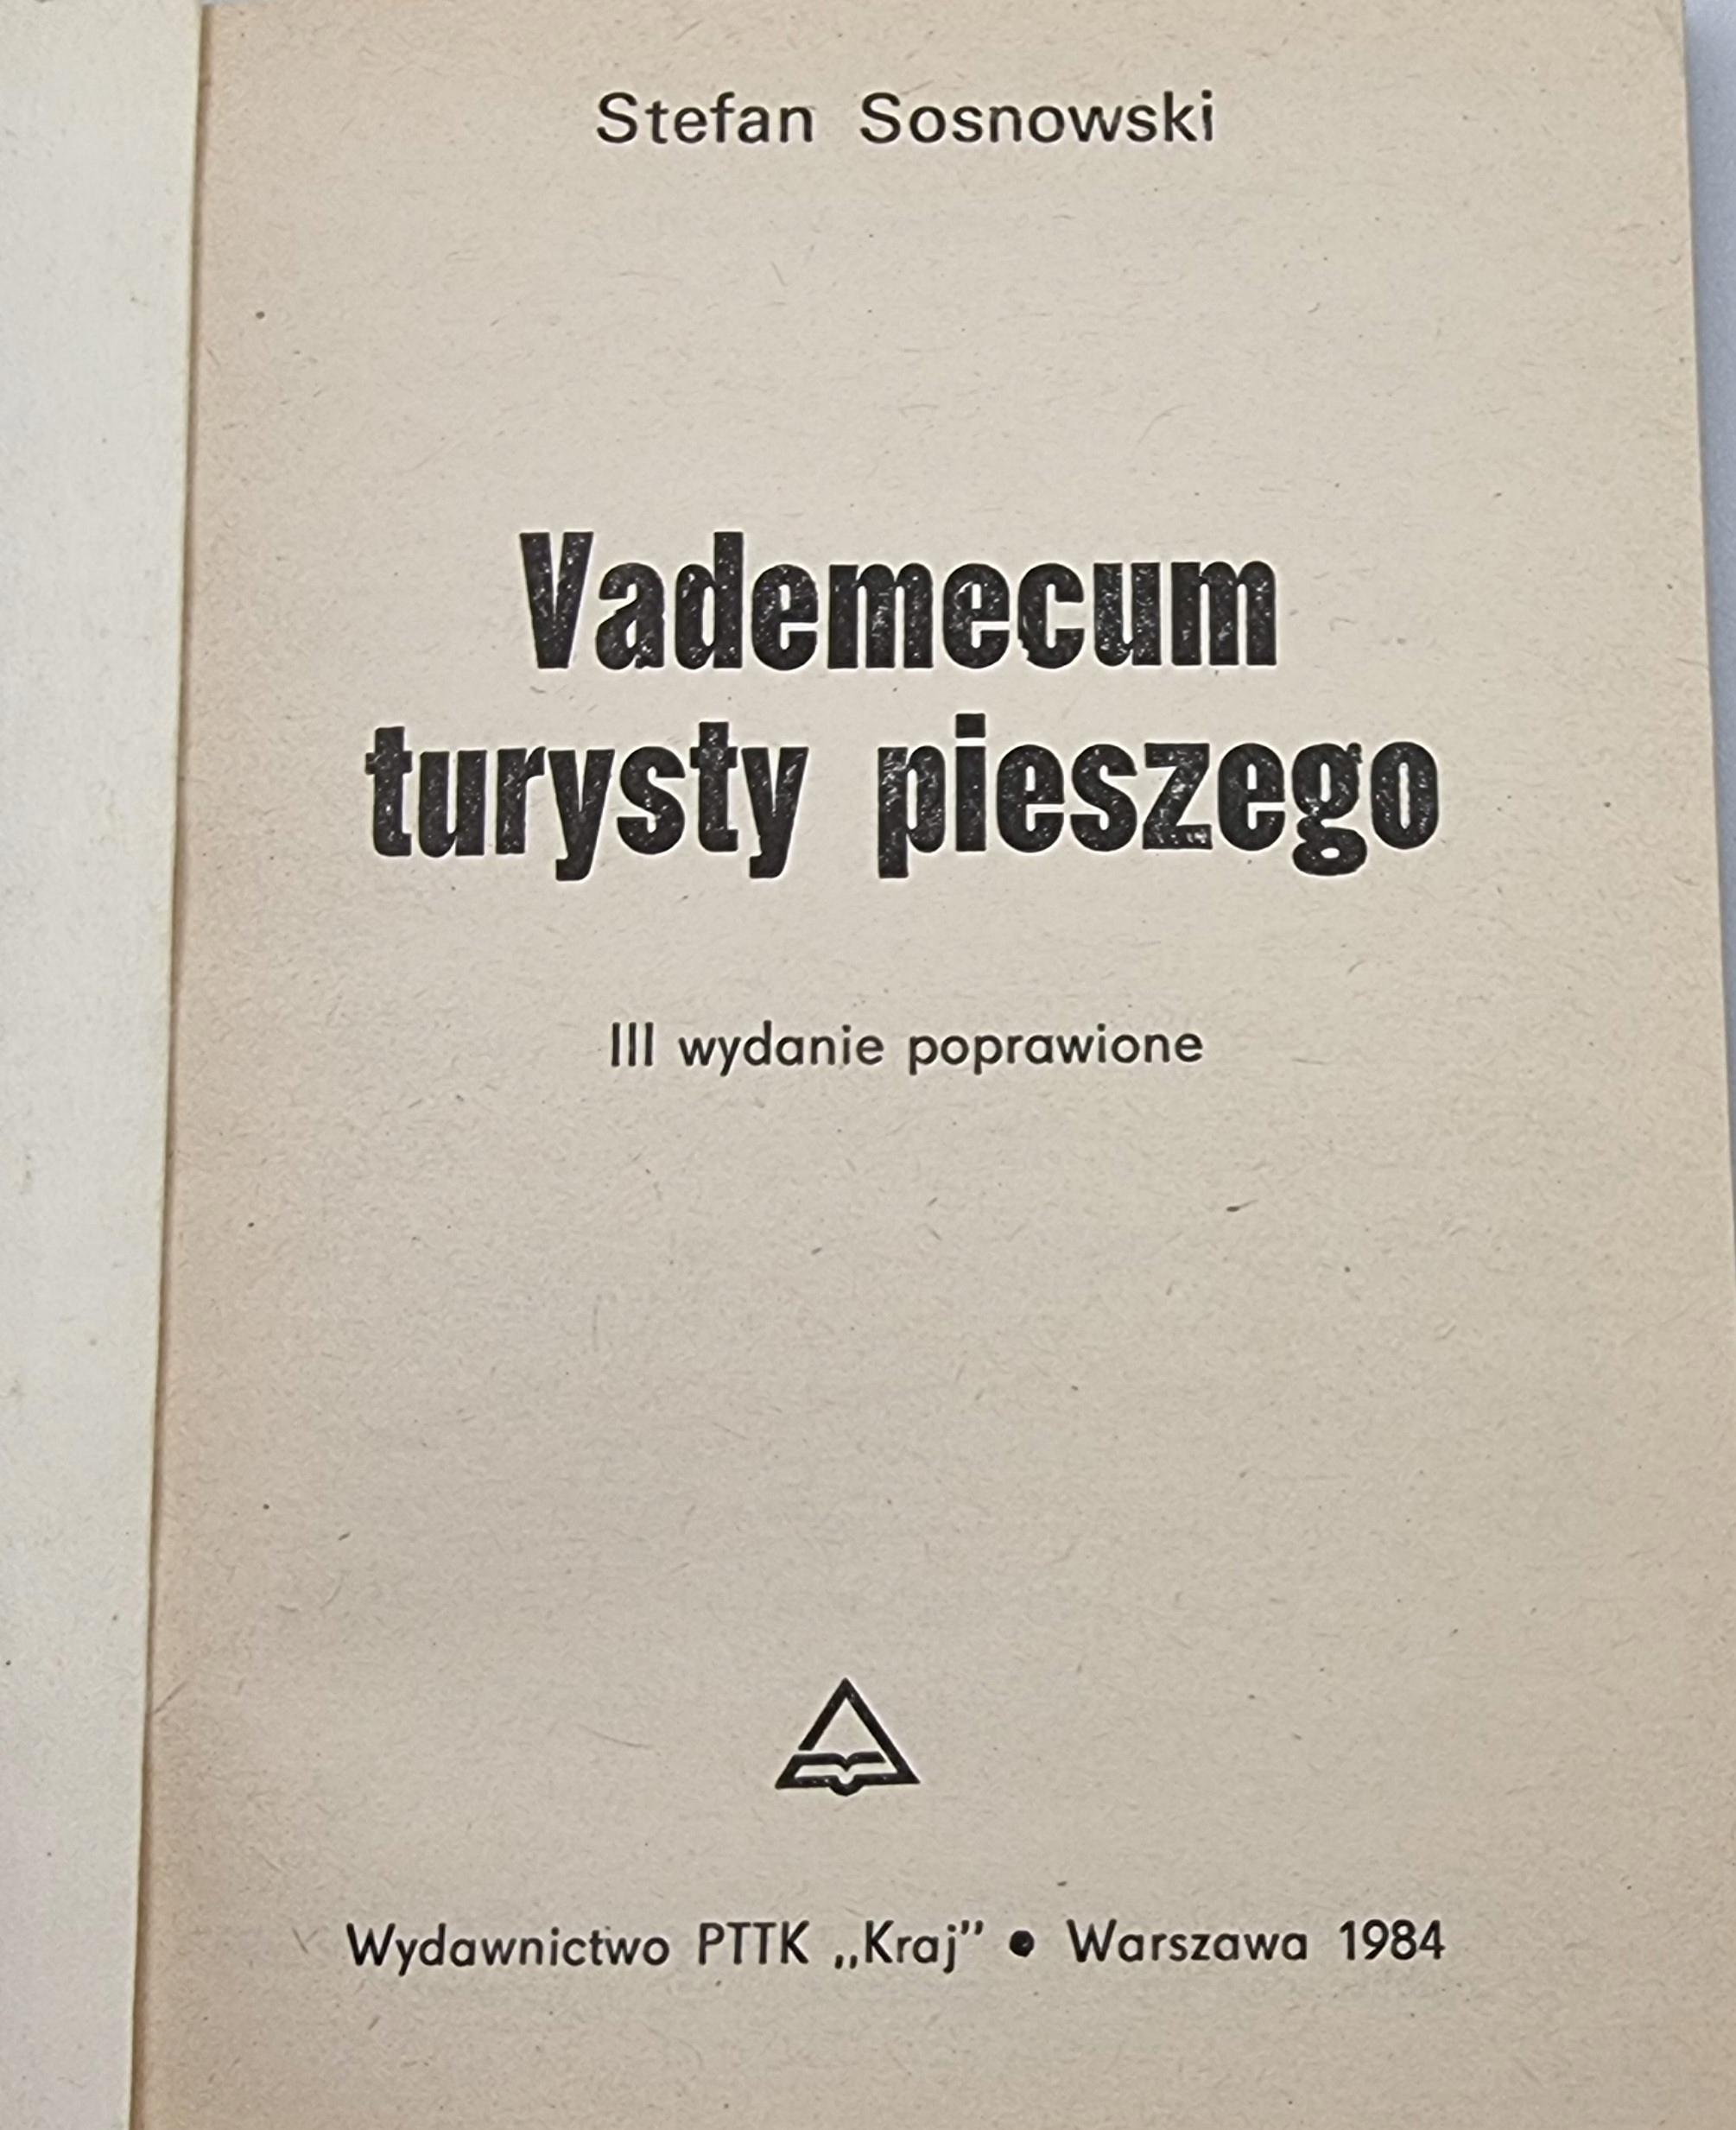 Stefan Sosnowski
Vademecum
turysty pieszego
III wydanie poprawione
Wydawnictwo PTTK „Kraj” ● Warszawa 1984